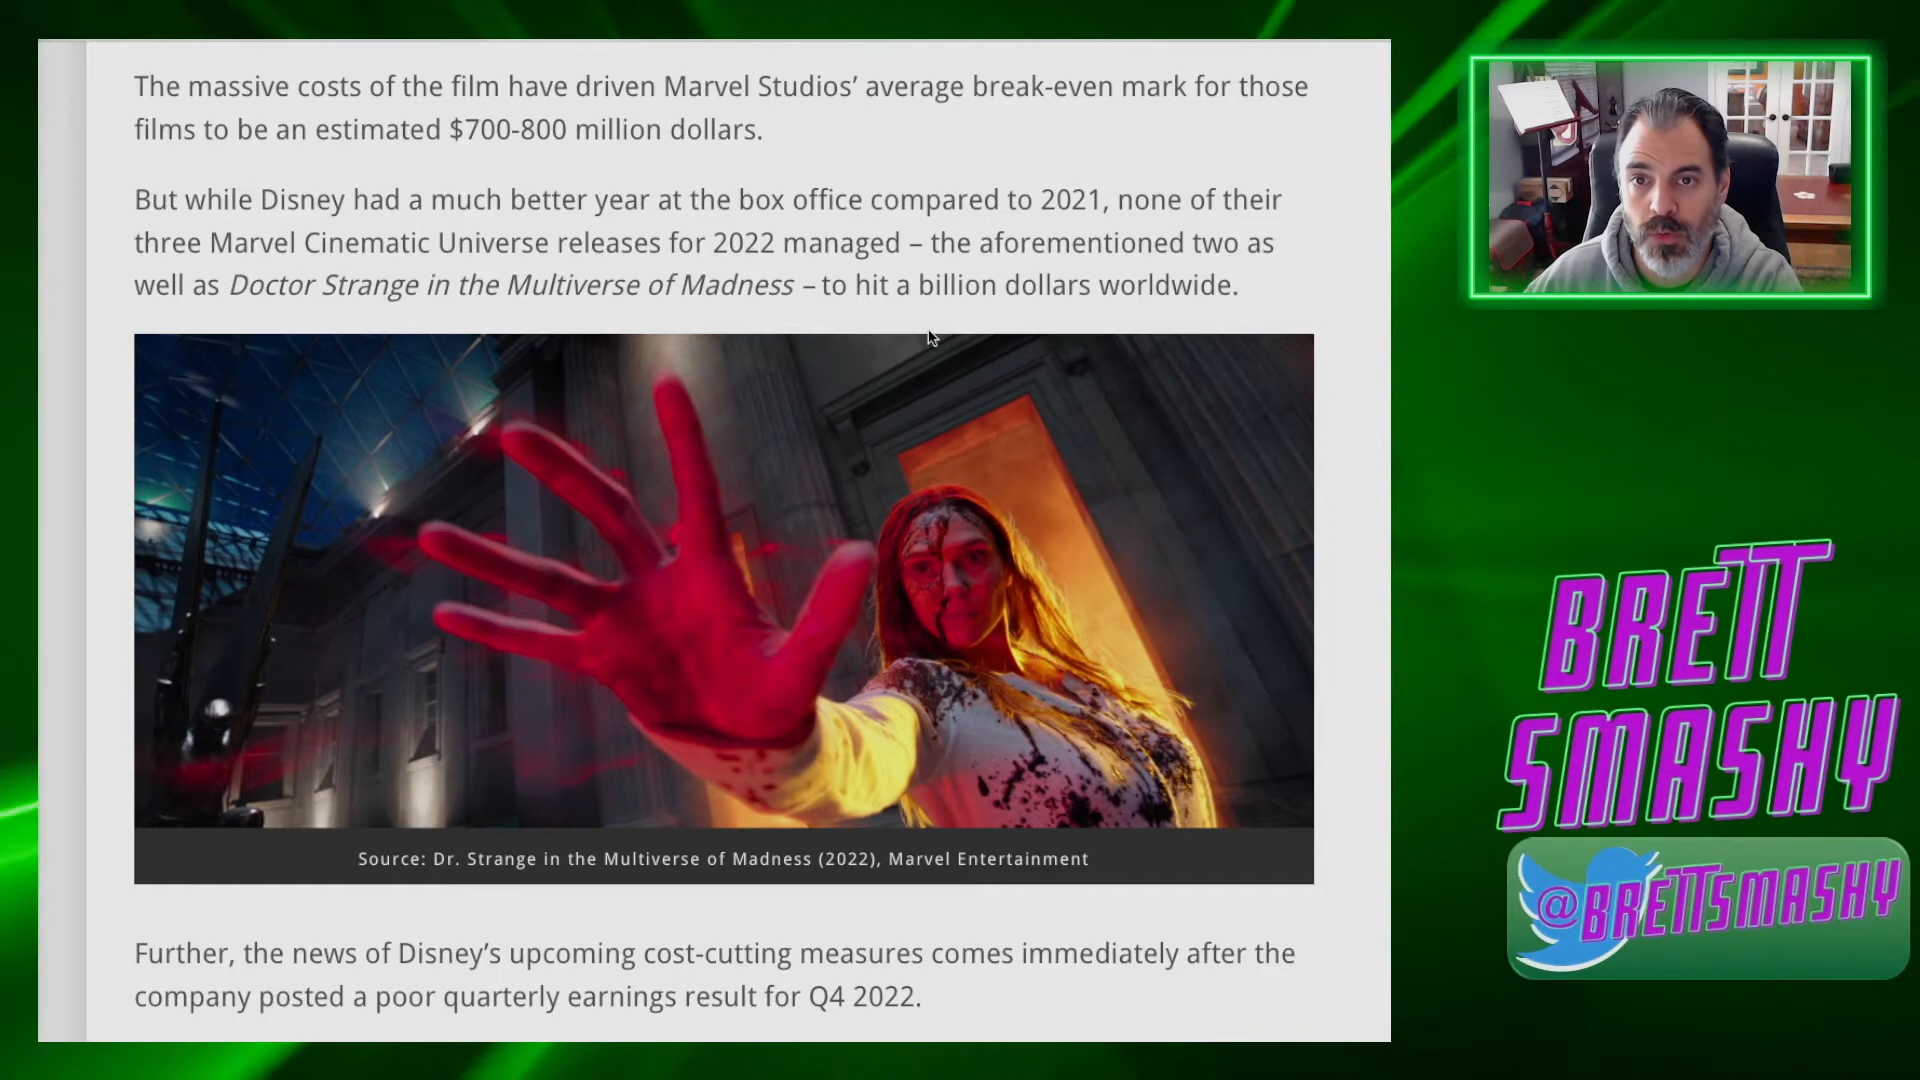 The massive costs of the film have driven Marvel Studios’ average break-even mark for those
films to be an estimated $700-800 million dollars.
But while Disney had a much better year at the box office compared to 2021, none of their
three Marvel Cinematic Universe releases for 2022 managed – the aforementioned two as
well as Doctor Strange in the Multiverse of Madness – to hit a billion dollars worldwide.
Source: Dr. Strange in the Multiverse of Madness (2022), Marvel Entertainment
Further, the news of Disney’s upcoming cost-cutting measures comes immediately after the
company posted a poor quarterly earnings result for Q4 2022.
BRETT
SMASHY
@BRETTSMASHY